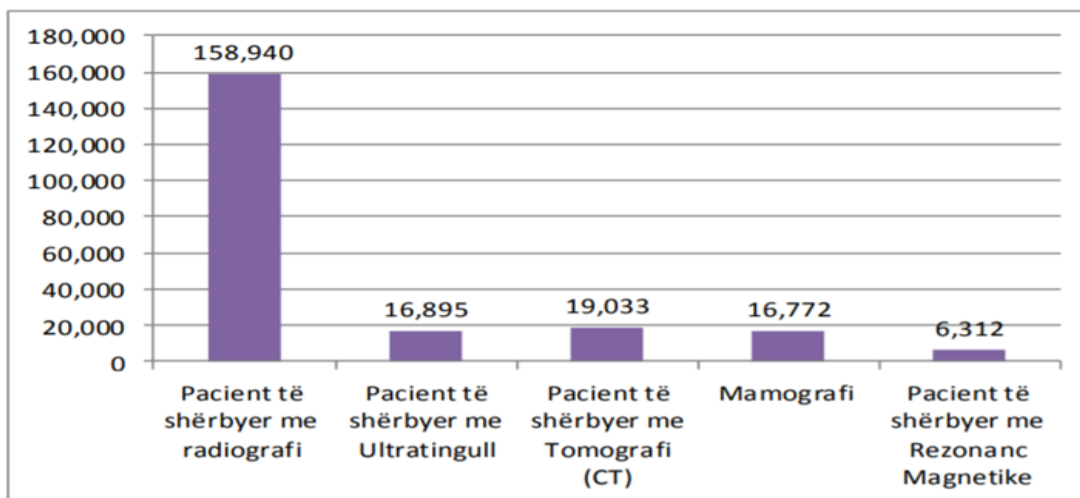 180,000
160,000
140,000
120,000
100,000
80,000
60,000
40,000
20,000
0
158,940
16,895
19,033
16,772
6,312
Pacient të
shërbyer me
radiografi
Pacient të
shërbyer me
Ultratingull
Pacient të
shërbyer me
Tomografi
(CT)
Mamografi
Pacient të
shërbyer me
Rezonanc
Magnetike